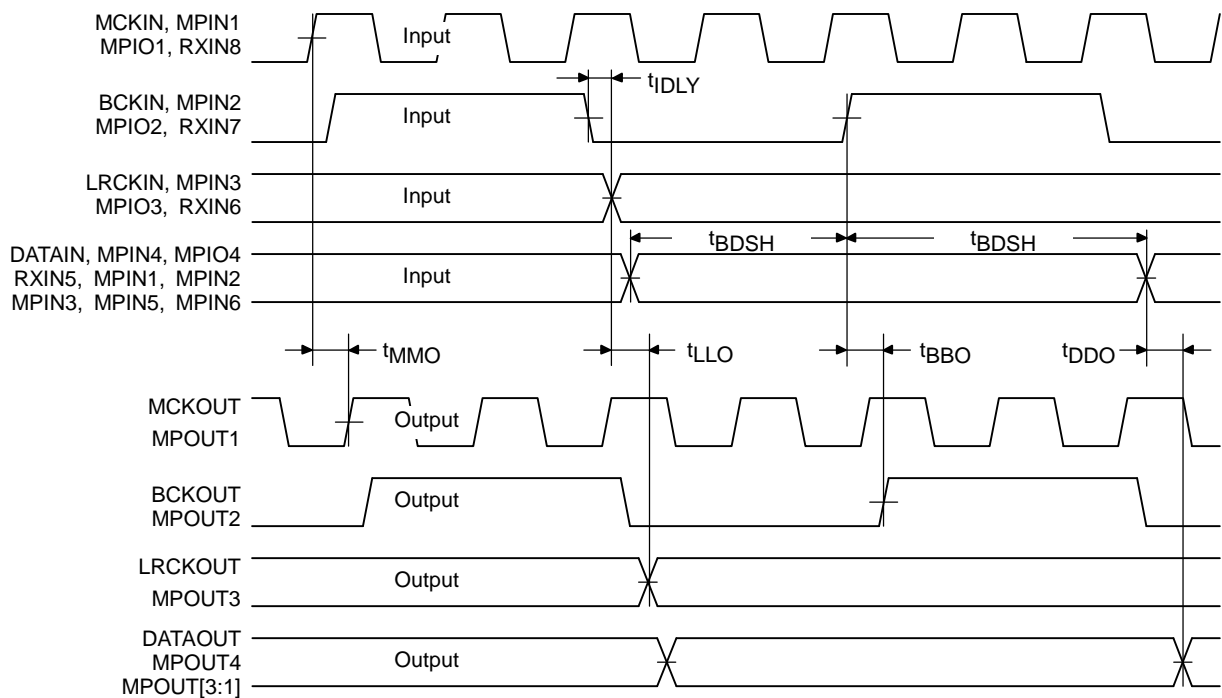 MCKIN, MPIN1
MPIO1, RXIN8
Input
tIDLY
BCKIN, MPIN2
MPIO2, RXIN7
Input
LRCKIN, MPIN3
MPIO3, RXIN6
Input
tBDSH
tBDSH
DATAIN, MPIN4, MPIO4
RXIN5, MPIN1, MPIN2
MPIN3, MPIN5, MPIN6
Input
tMMO
tLLO
tBBO
tDDO
MCKOUT
MPOUT1
Output
BCKOUT
MPOUT2
Output
LRCKOUT
MPOUT3
Output
DATAOUT
MPOUT4
MPOUT[3:1]
Output